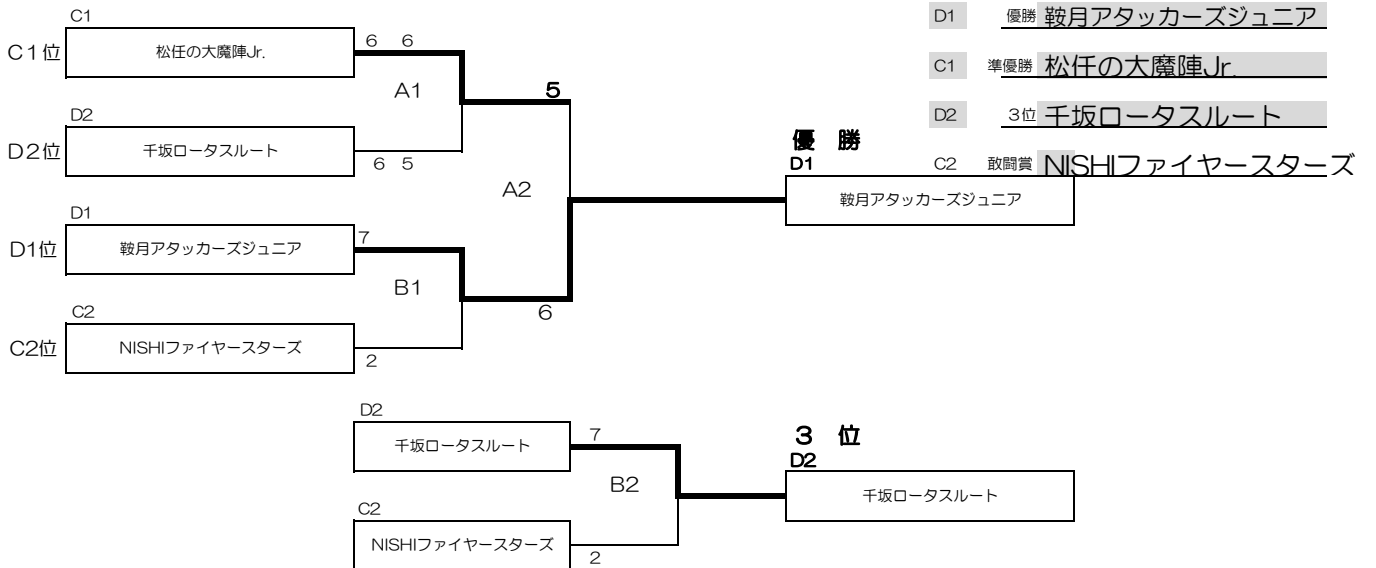 C1
C1位
松任の大魔陣Jr.
6 6
A1
D2
D2位
千坂ロータスルート
6 5
5
A2
D1
D1位
鞍月アタッカーズジュニア
7
B1
C2
C2位
NISHIファイヤースターズ
2
6
優 勝
D1
鞍月アタッカーズジュニア
D1 優勝 鞍月アタッカーズジュニア
C1 準優勝 松任の大魔陣Jr.
D2 3位 千坂ロータスルート
C2 敢闘賞 NISHIファイヤースターズ
D2
千坂ロータスルート
7
B2
C2
NISHIファイヤースターズ
2
3 位
D2
千坂ロータスルート